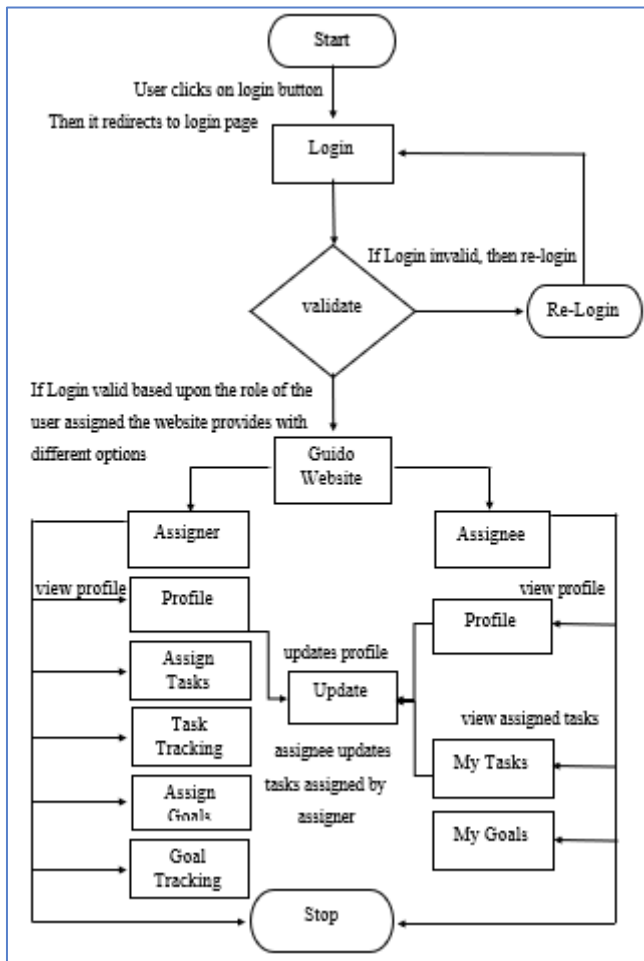 Start
User clicks on login button
Then it redirects to login page
Login
If Login invalid, then re-login
validate
Re-Login
If Login valid based upon the role of the
user assigned the website provides with
different options
Guido
Website
Assigner
Assignee
view profile
Profile
view profile
Profile
updates profile
Assign
Tasks
Update
view assigned tasks
Task
Tracking
assignee updates
tasks assigned by
assigner
My Tasks
Assign
Goals
My Goals
Goal
Tracking
Stop